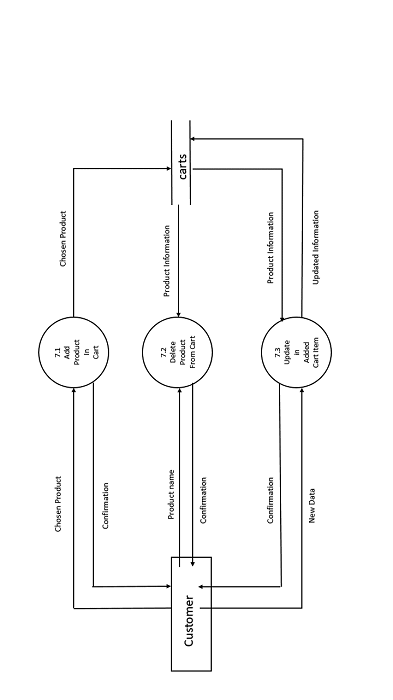 Customer
Chosen Product
Confirmation
7.1
Add
Product
In
Cart
Chosen Product
Product name
Confirmation
7.2
Delete
Product
From Cart
Product Information
carts
Confirmation
New Data
7.3
Update
in
Added
Cart Item
Product Information
Updated Information